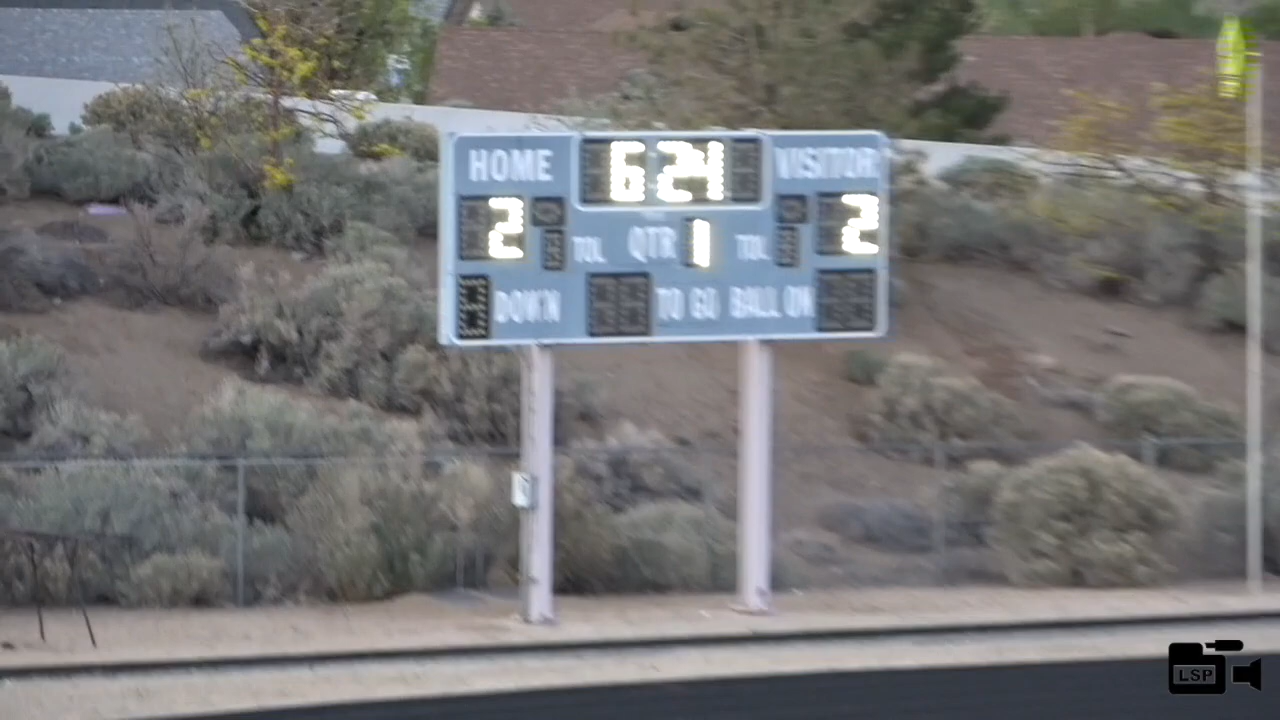 HOME 6 24 VISITOR
2 TOL QTR 1 TOL 2
DOWN TO GO BALL ON
LSP